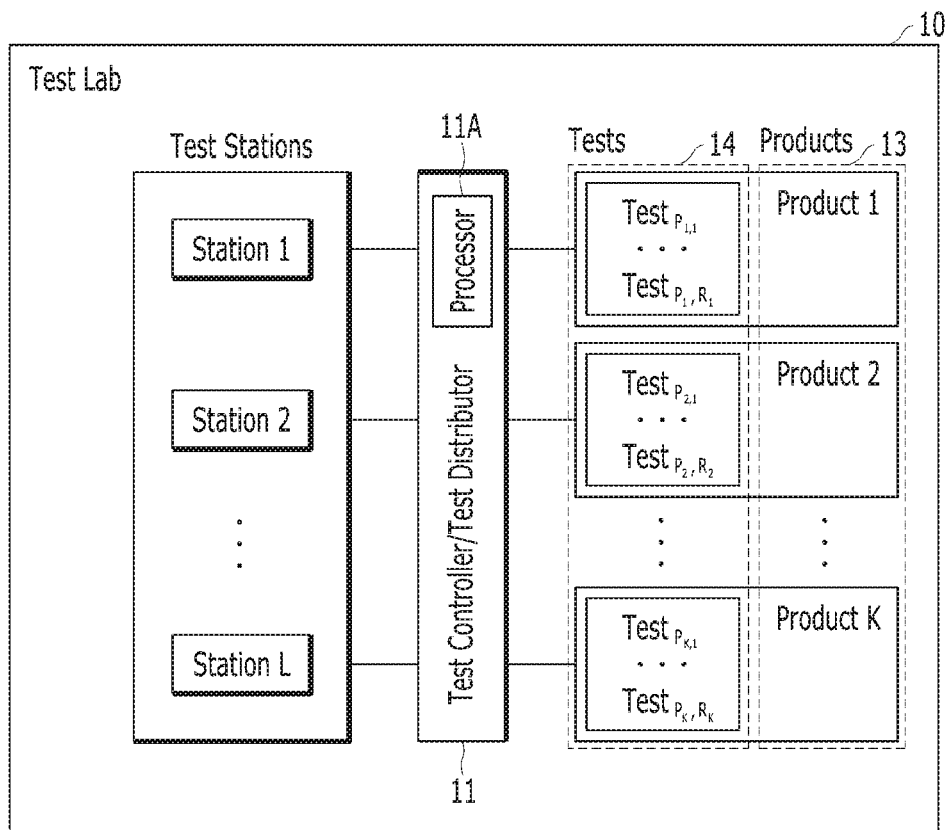 10
Test Lab
Test Stations
11A
Tests
14
Products
13
Station 1
Processor
Test P1,1
Test P1, R1
Product 1
Station 2
Test P2,1
Test P2, R2
Product 2
Test Controller/Test Distributor
Station L
Test PK,1
Test PK, RK
Product K
11